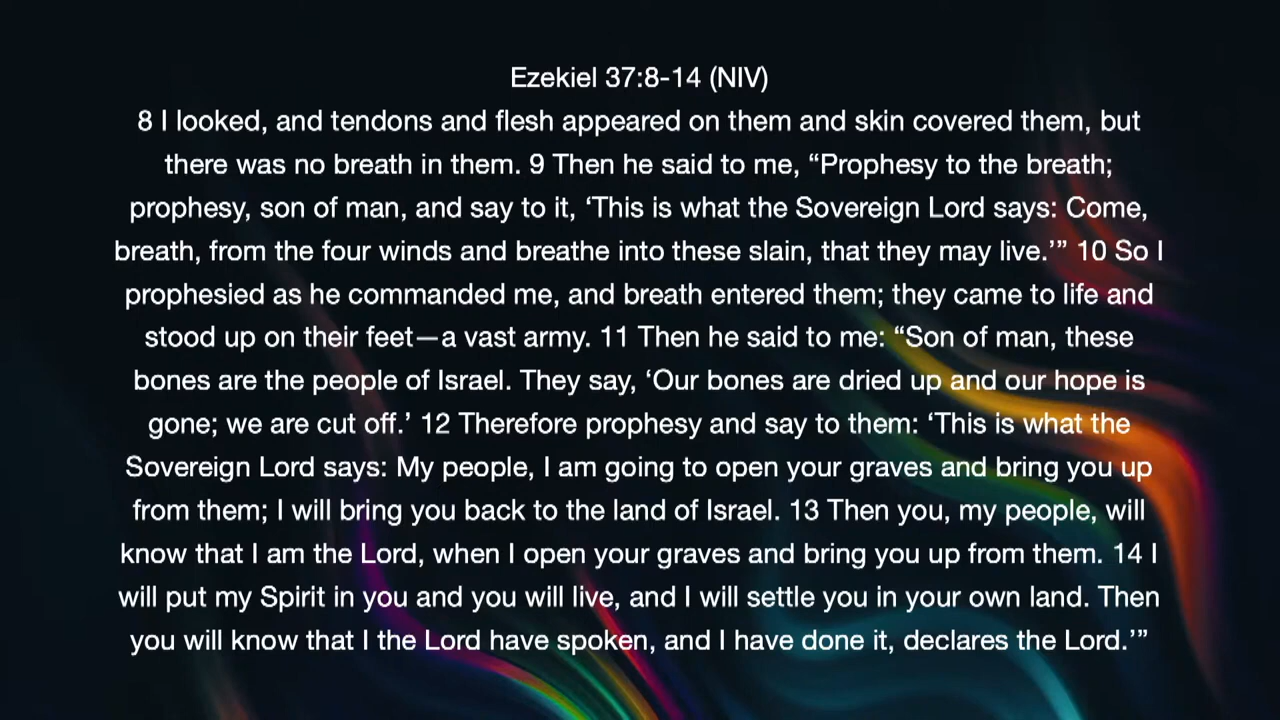 Ezekiel 37:8-14 (NIV)
8 I looked, and tendons and flesh appeared on them and skin covered them, but
there was no breath in them. 9 Then he said to me, “Prophesy to the breath;
prophesy, son of man, and say to it, ‘This is what the Sovereign Lord says: Come,
breath, from the four winds and breathe into these slain, that they may live.’” 10 So I
prophesied as he commanded me, and breath entered them; they came to life and
stood up on their feet—a vast army. 11 Then he said to me: “Son of man, these
bones are the people of Israel. They say, ‘Our bones are dried up and our hope is
gone; we are cut off.’ 12 Therefore prophesy and say to them: ‘This is what the
Sovereign Lord says: My people, I am going to open your graves and bring you up
from them; I will bring you back to the land of Israel. 13 Then you, my people, will
know that I am the Lord, when I open your graves and bring you up from them. 14 I
will put my Spirit in you and you will live, and I will settle you in your own land. Then
you will know that I the Lord have spoken, and I have done it, declares the Lord.’”